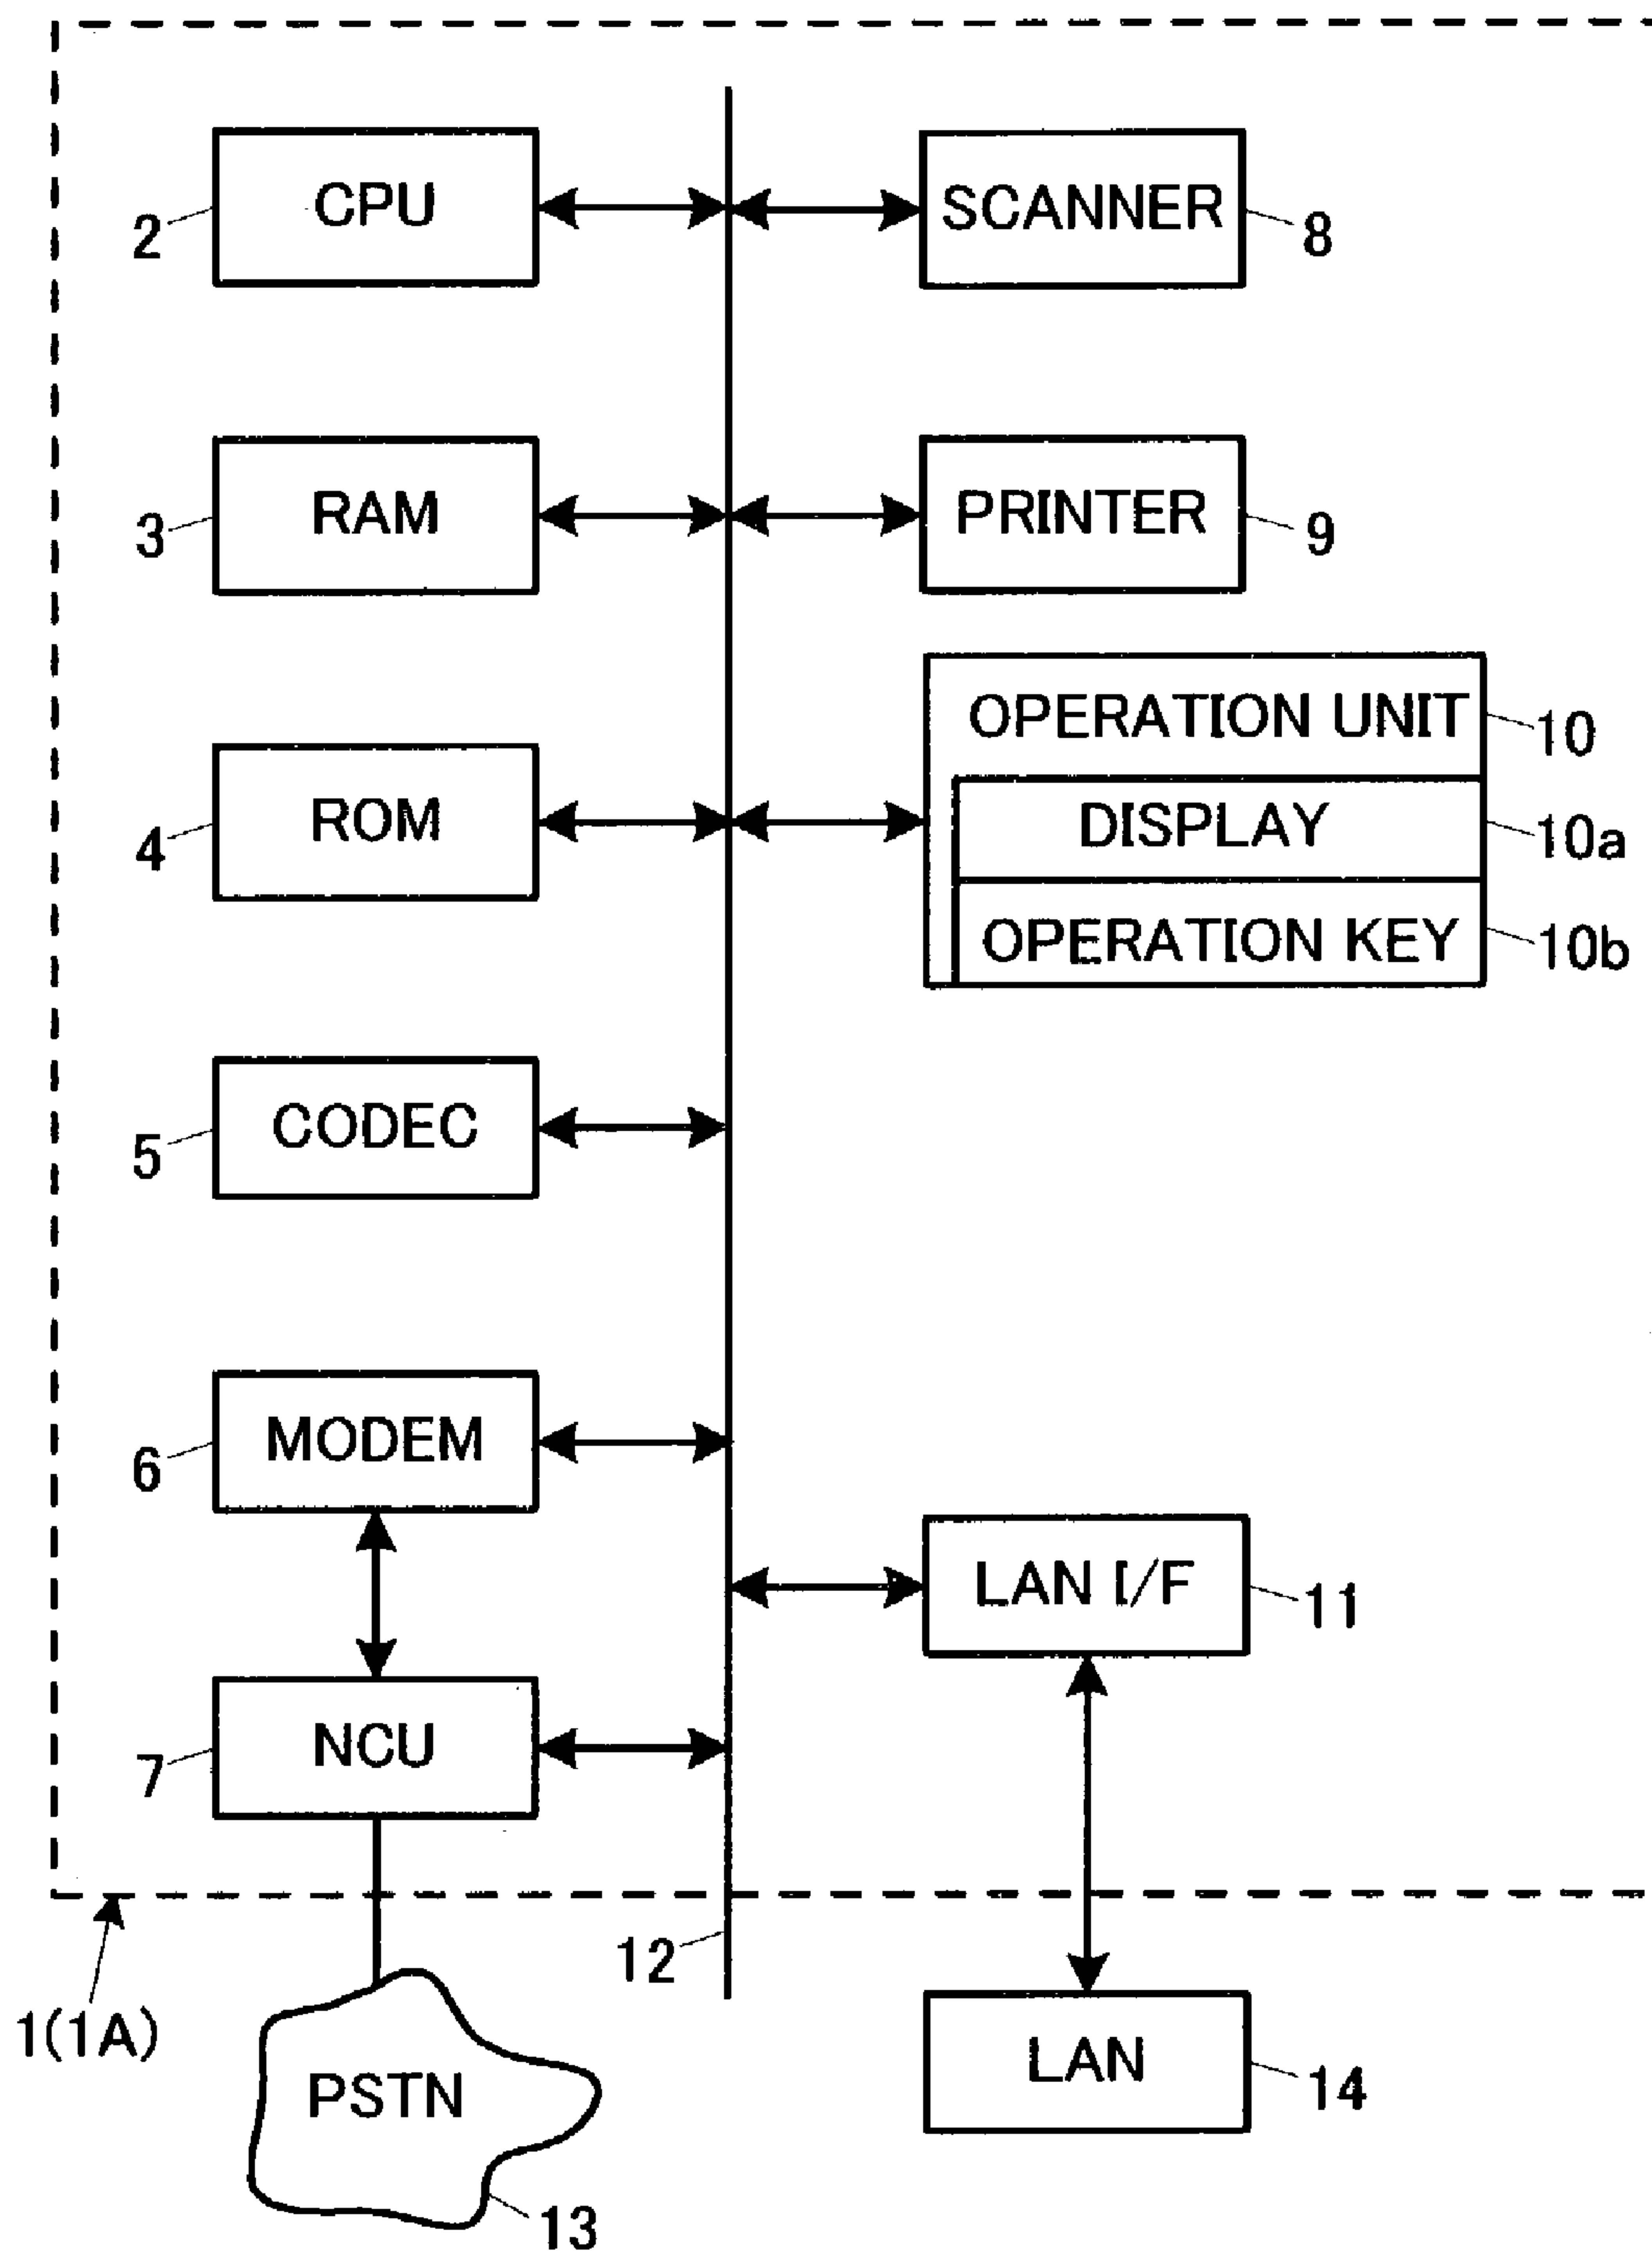 CPU
2
SCANNER
8
RAM
3
PRINTER
9
OPERATION UNIT
10
ROM
4
DISPLAY
10a
OPERATION KEY
10b
CODEC
5
MODEM
6
LAN I/F
11
NCU
7
12
1(1A)
PSTN
13
LAN
14